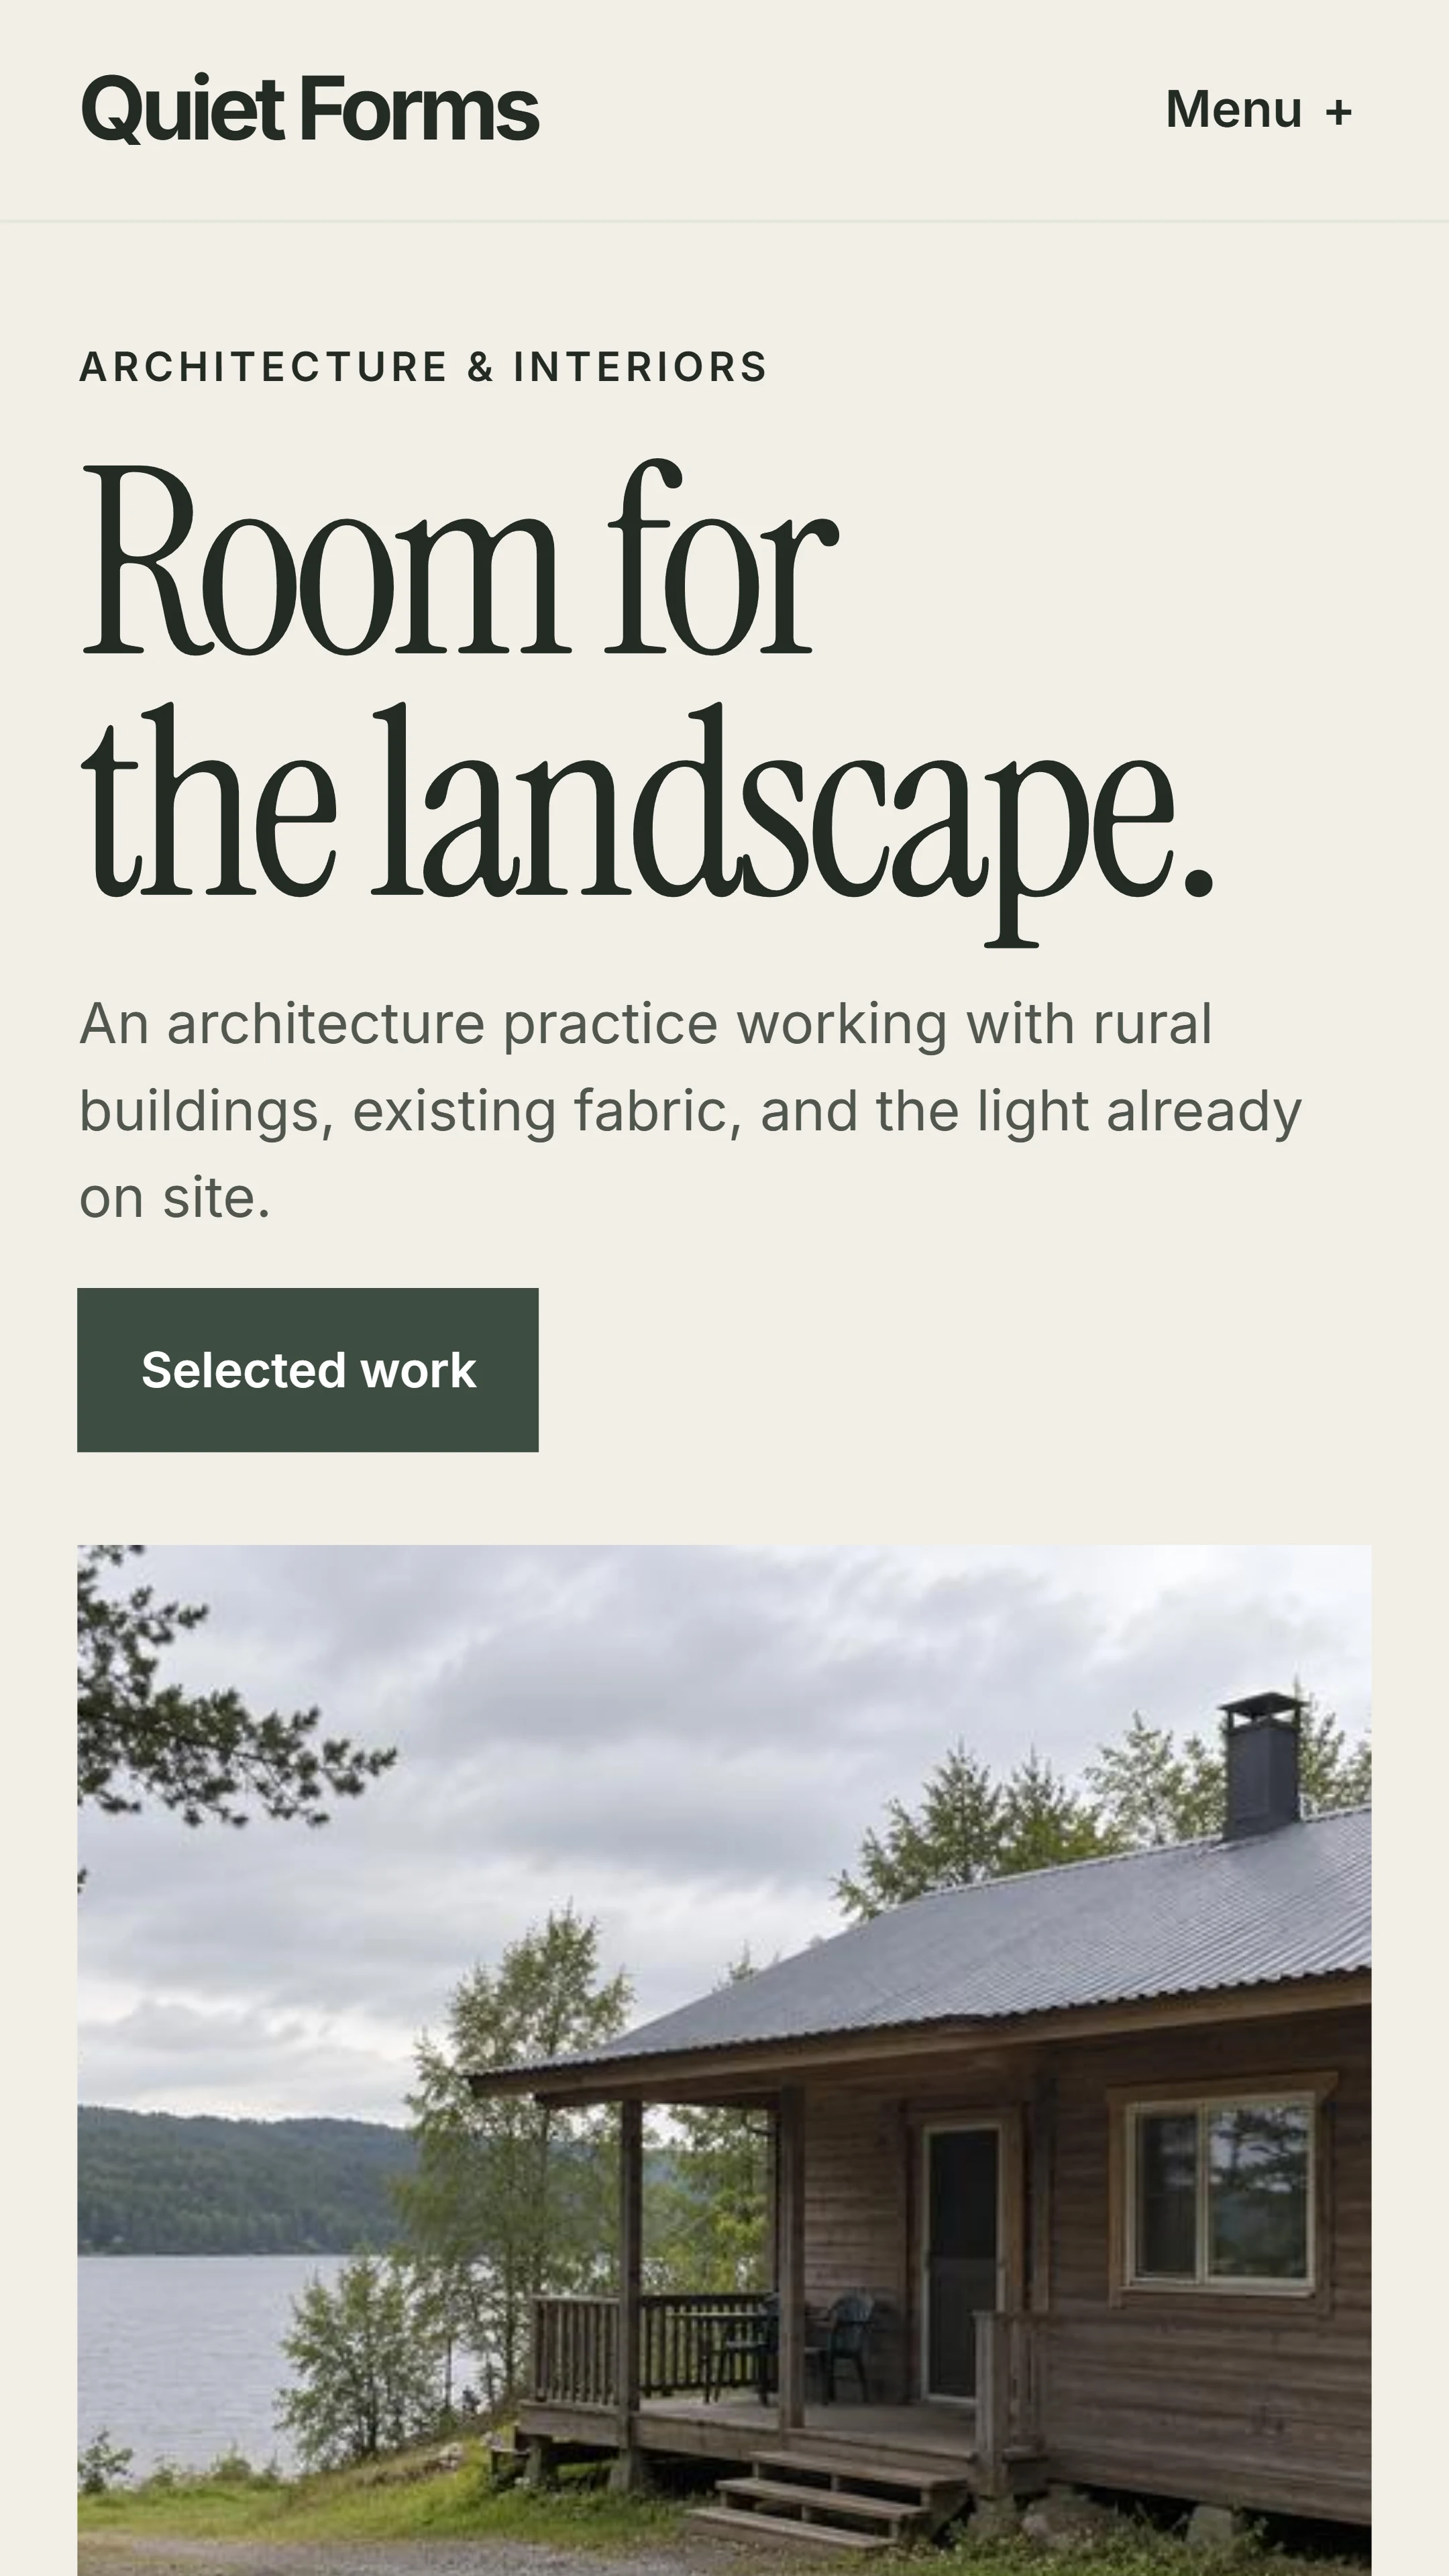 Quiet Forms
Menu +
ARCHITECTURE & INTERIORS
Room for
the landscape.
An architecture practice working with rural
buildings, existing fabric, and the light already
on site.
Selected work